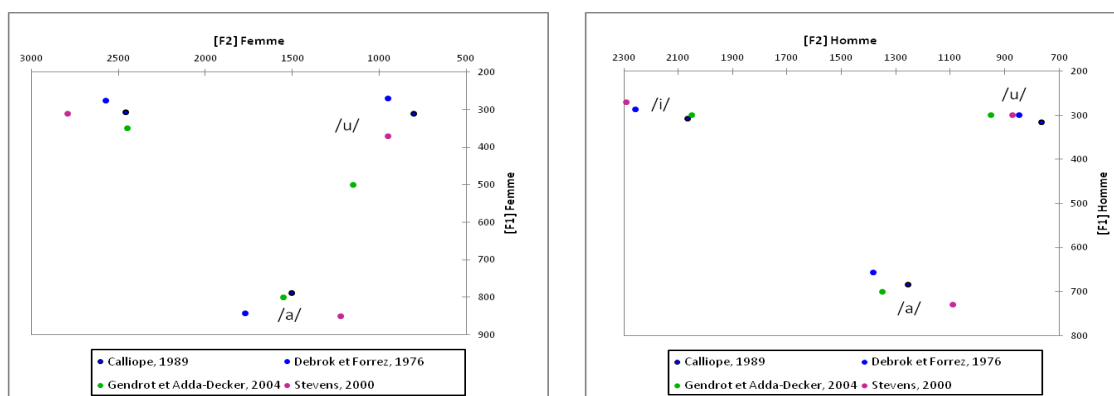 [F2] Femme
3000 2500 2000 1500 1000 500
200
300
400
500
600
700
800
900
[F1] Femme
/u/
/a/
Calliope, 1989
Debrok et Forrez, 1976
Gendrot et Adda-Decker, 2004
Stevens, 2000
[F2] Homme
2300 2100 1900 1700 1500 1300 1100 900 700
200
300
400
500
600
700
800
[F1] Homme
/i/
/u/
/a/
Calliope, 1989
Debrok et Forrez, 1976
Gendrot et Adda-Decker, 2004
Stevens, 2000